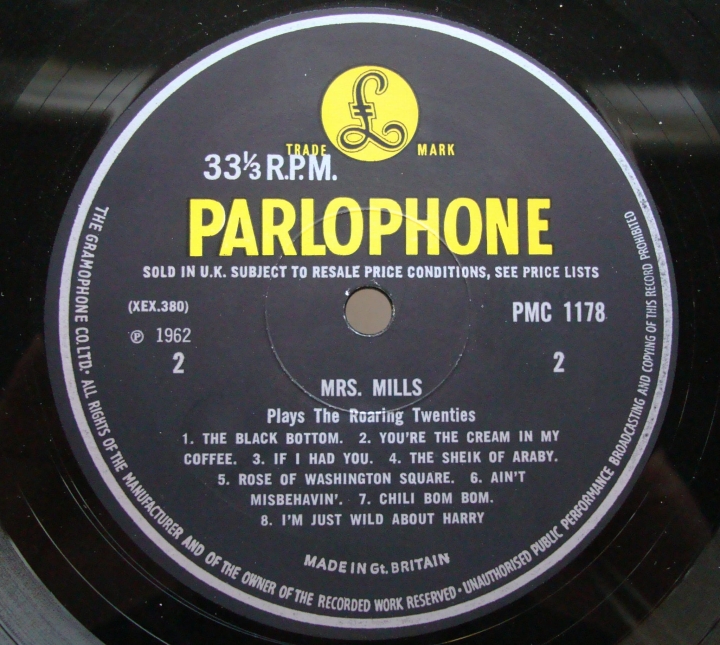 £
TRADE MARK
33⅓ R.P.M.
PARLOPHONE
SOLD IN U.K. SUBJECT TO RESALE PRICE CONDITIONS, SEE PRICE LISTS
(XEX.380)
PMC 1178
℗ 1962
2
2
MRS. MILLS
Plays The Roaring Twenties
1. THE BLACK BOTTOM. 2. YOU'RE THE CREAM IN MY
COFFEE. 3. IF I HAD YOU. 4. THE SHEIK OF ARABY.
5. ROSE OF WASHINGTON SQUARE. 6. AIN'T
MISBEHAVIN'. 7. CHILI BOM BOM.
8. I'M JUST WILD ABOUT HARRY
MADE IN Gt. BRITAIN
THE GRAMOPHONE CO. LTD· ALL RIGHTS OF THE MANUFACTURER AND OF THE OWNER OF THE RECORDED WORK RESERVED · UNAUTHORISED PUBLIC PERFORMANCE BROADCASTING AND COPYING OF THIS RECORD PROHIBITED